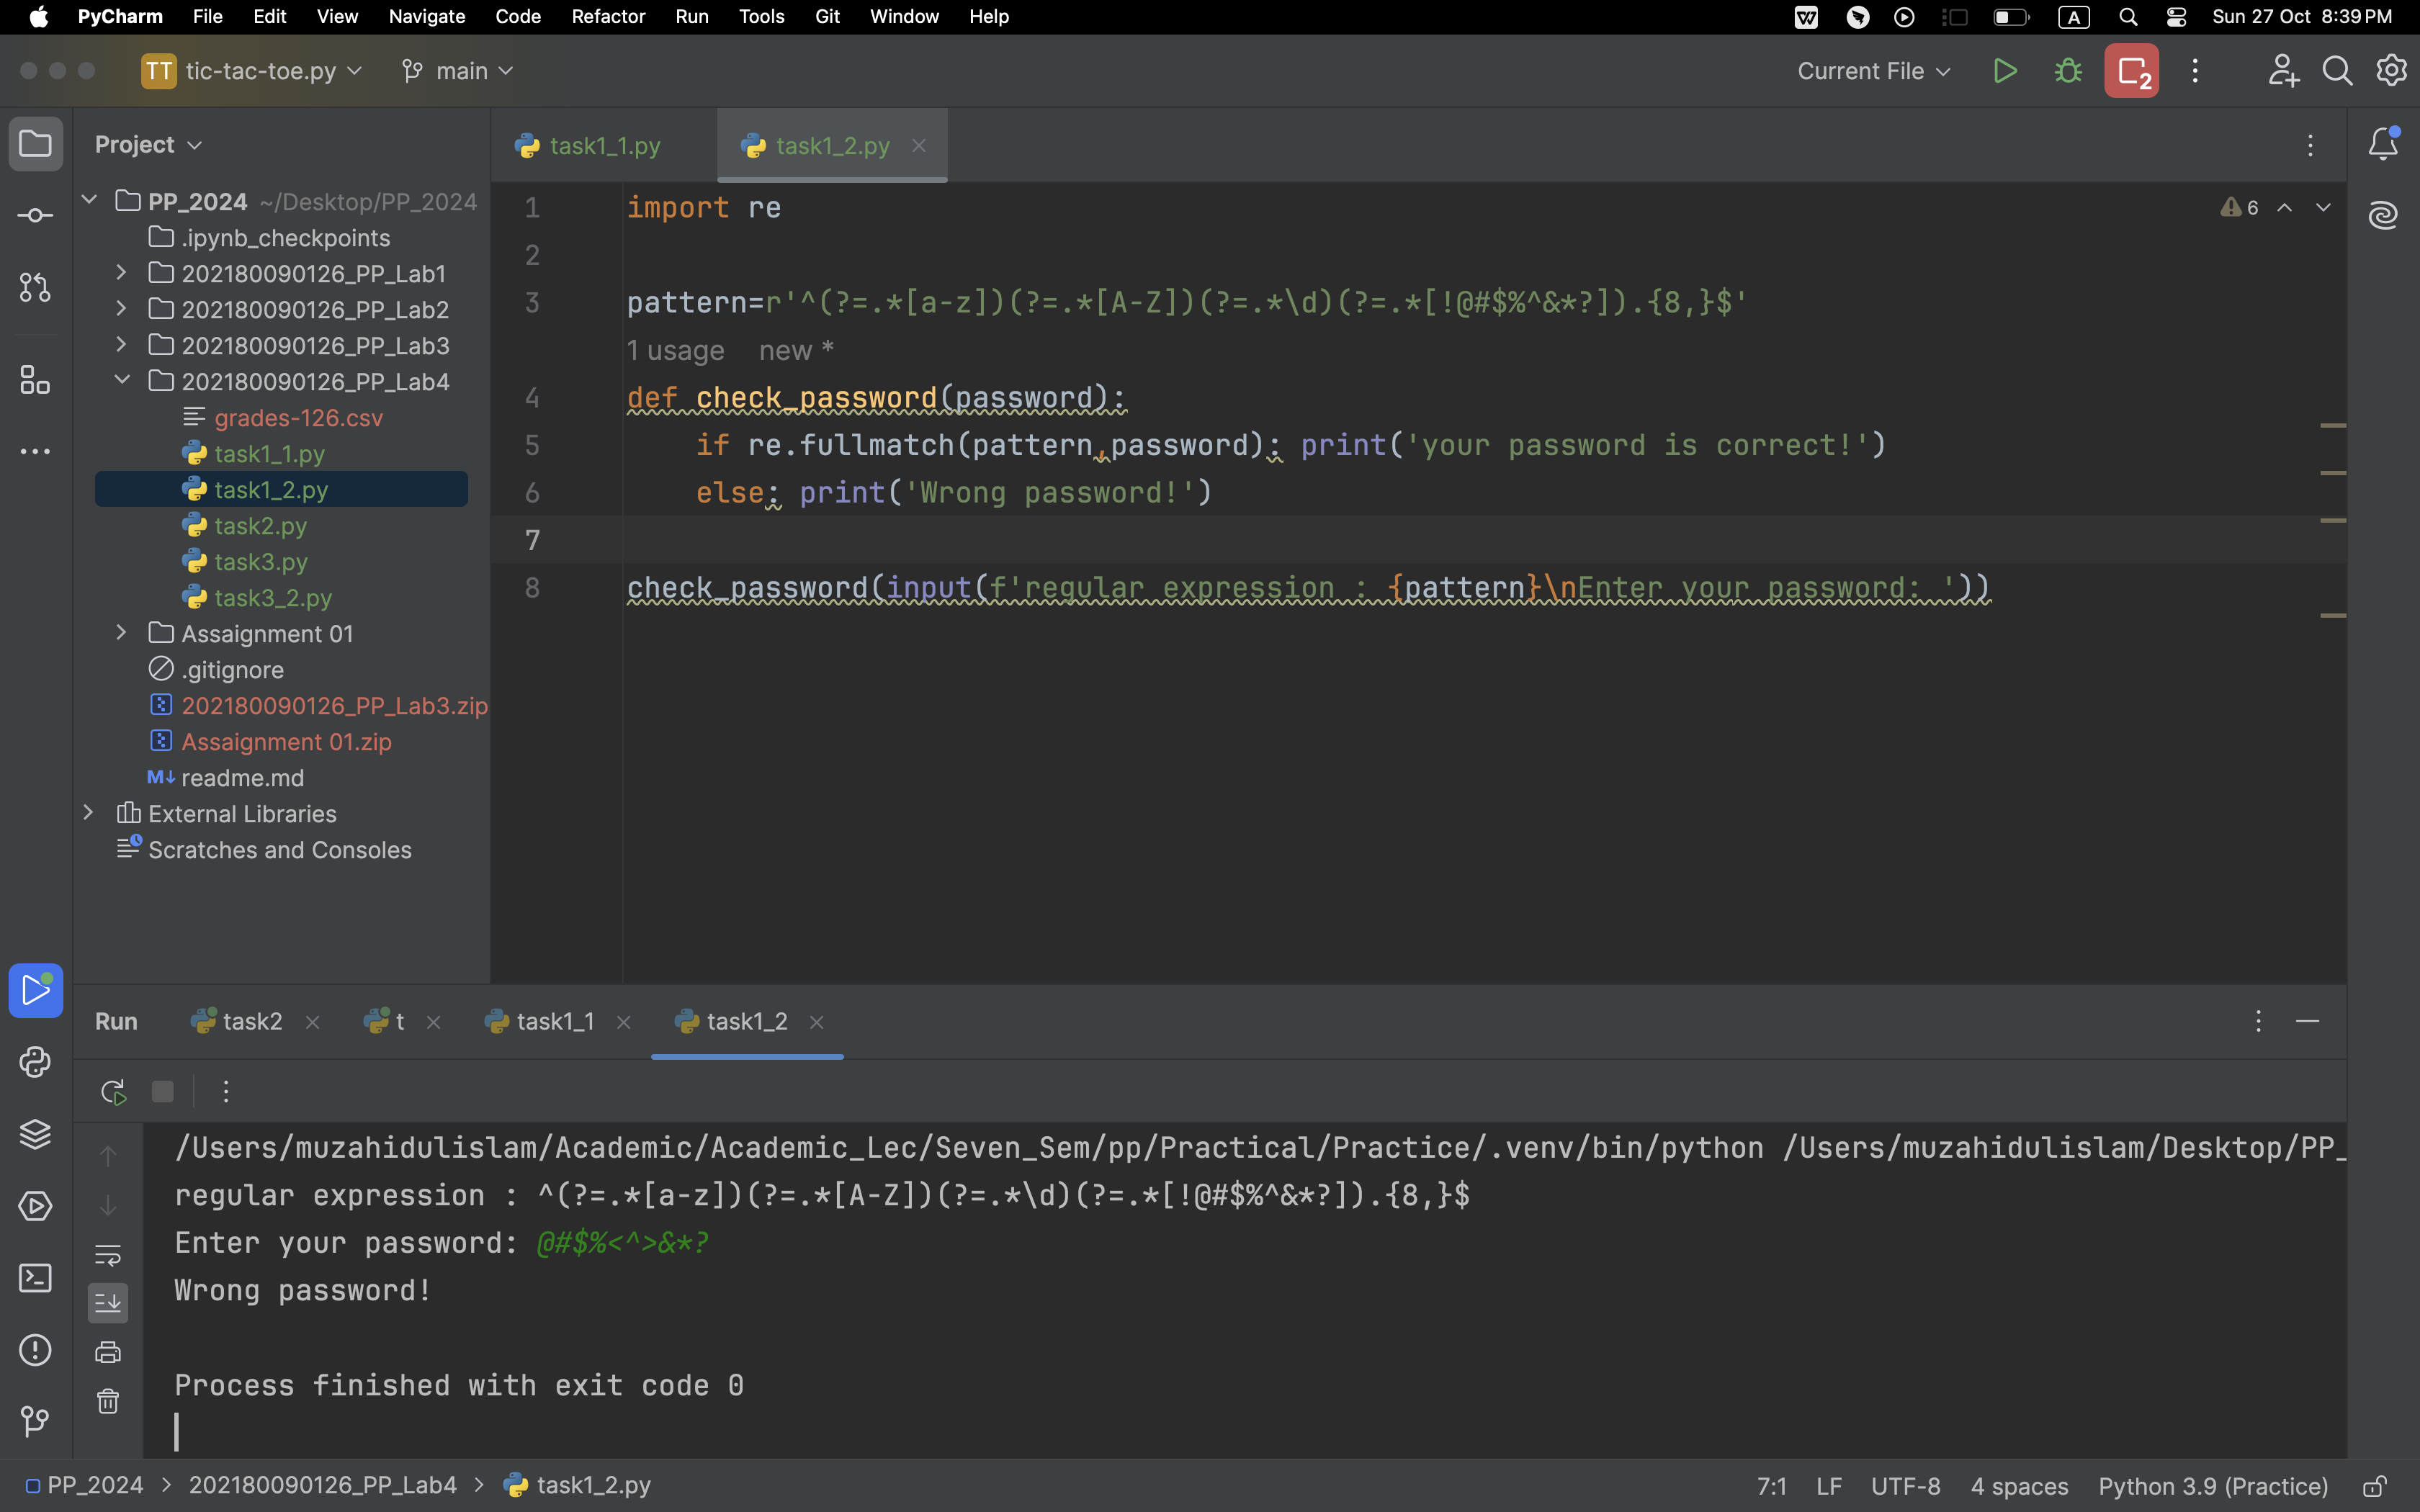 PyCharm File Edit View Navigate Code Refactor Run Tools Git Window Help A Sun 27 Oct 8:39 PM
TT tic-tac-toe.py main Current File 2
Project task1_1.py task1_2.py
PP_2024 ~/Desktop/PP_2024
.ipynb_checkpoints
202180090126_PP_Lab1
202180090126_PP_Lab2
202180090126_PP_Lab3
202180090126_PP_Lab4
grades-126.csv
task1_1.py
task1_2.py
task2.py
task3.py
task3_2.py
Assaignment 01
.gitignore
202180090126_PP_Lab3.zip
Assaignment 01.zip
M↓ readme.md
External Libraries
Scratches and Consoles
6
1 import re
2
3 pattern=r'^(?=.*[a-z])(?=.*[A-Z])(?=.*\d)(?=.*[!@#$%^&*?]).{8,}$'
1 usage new *
4 def check_password(password):
5 if re.fullmatch(pattern,password): print('your password is correct!')
6 else: print('Wrong password!')
7
8 check_password(input(f'regular expression : {pattern}\nEnter your password: '))
Run task2 t task1_1 task1_2
/Users/muzahidulislam/Academic/Academic_Lec/Seven_Sem/pp/Practical/Practice/.venv/bin/python /Users/muzahidulislam/Desktop/PP_
regular expression : ^(?=.*[a-z])(?=.*[A-Z])(?=.*\d)(?=.*[!@#$%^&*?]).{8,}$
Enter your password: @#$%<^>&*?
Wrong password!
Process finished with exit code 0
PP_2024 > 202180090126_PP_Lab4 > task1_2.py 7:1 LF UTF-8 4 spaces Python 3.9 (Practice)